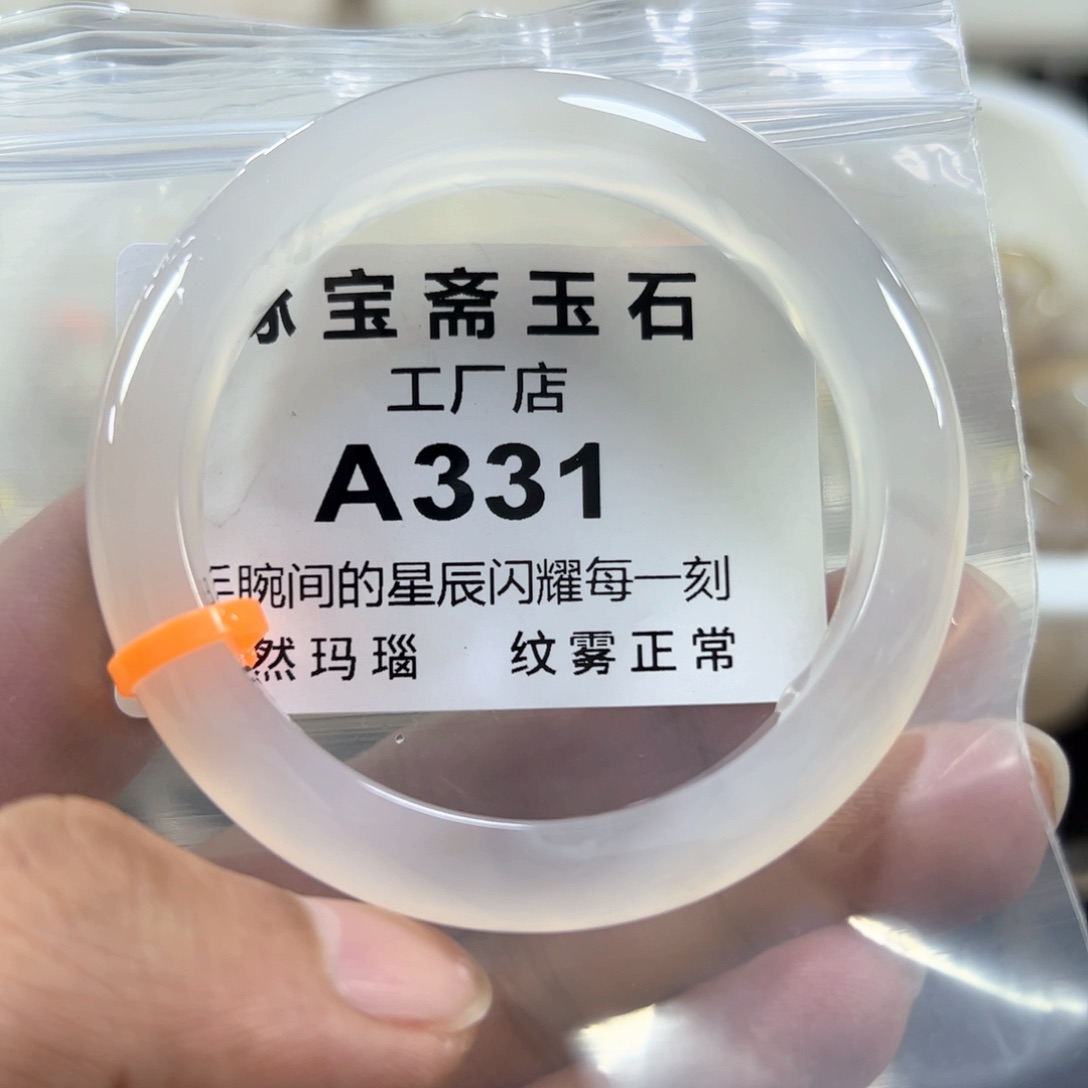 宝斋玉石
工厂店
A331
腕间的星辰闪耀每一刻
然玛瑙 纹雾正常